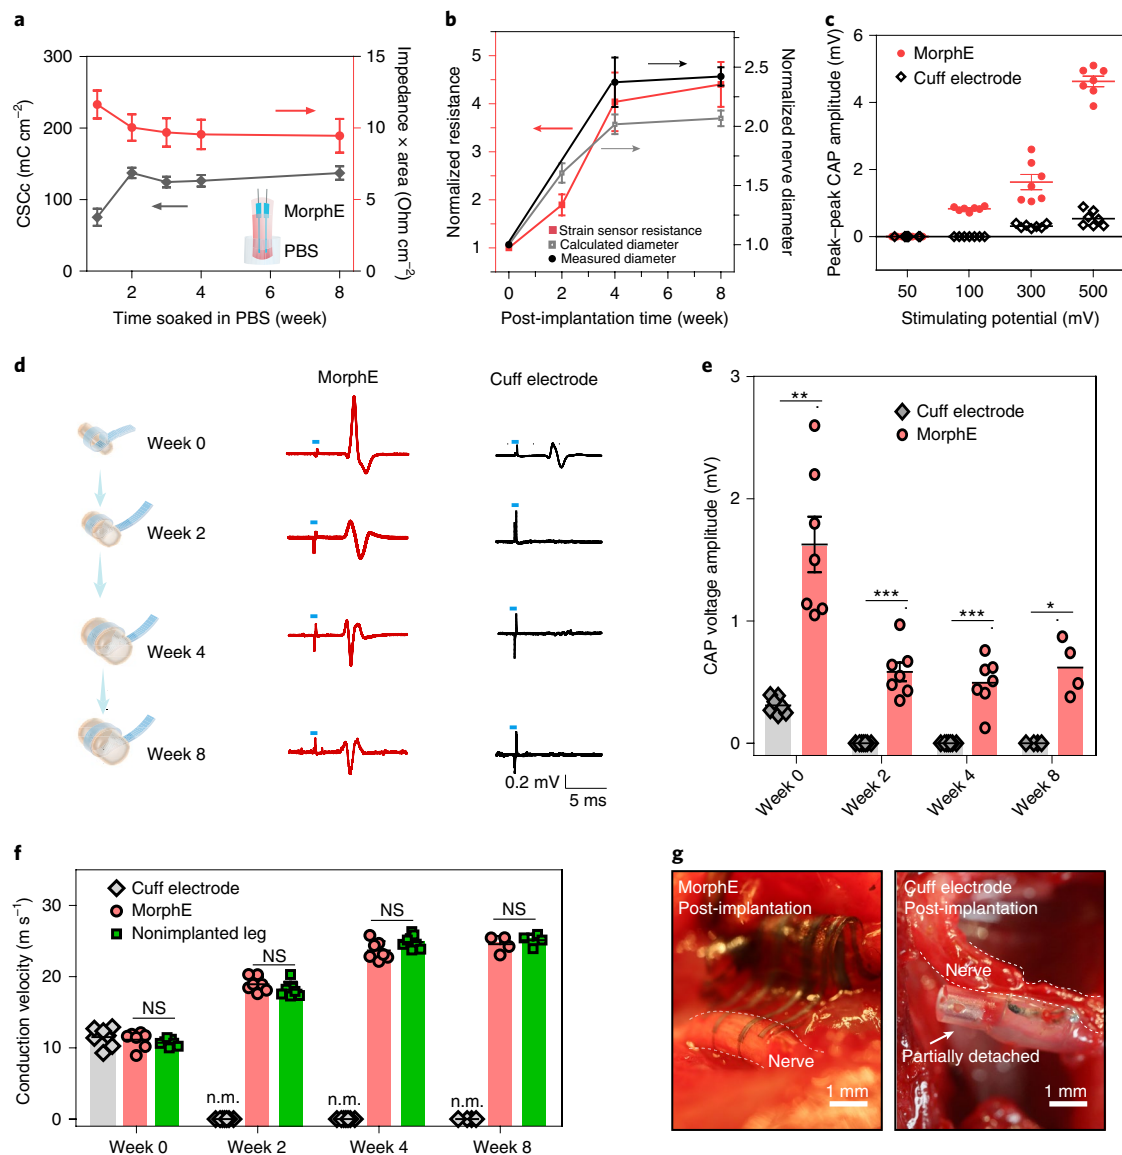 a
300
200
100
0
CSCc (mC cm−2)
15
10
5
0
Impedance × area (Ohm cm−2)
MorphE
PBS
2
4
6
8
Time soaked in PBS (week)
b
5
4
3
2
1
Normalized resistance
2.5
2.0
1.5
1.0
Normalized nerve diameter
Strain sensor resistance
Calculated diameter
Measured diameter
0
2
4
8
Post-implantation time (week)
c
MorphE
Cuff electrode
6
4
2
0
Peak–peak CAP amplitude (mV)
50
100
300
500
Stimulating potential (mV)
d
MorphE
Cuff electrode
Week 0
Week 2
Week 4
Week 8
0.2 mV
5 ms
e
3
2
1
0
CAP voltage amplitude (mV)
Cuff electrode
MorphE
**
***
***
*
Week 0
Week 2
Week 4
Week 8
f
30
20
10
0
Conduction velocity (m s−1)
Cuff electrode
MorphE
Nonimplanted leg
NS
NS
NS
NS
n.m.
n.m.
n.m.
Week 0
Week 2
Week 4
Week 8
g
MorphE
Post-implantation
Nerve
1 mm
Cuff electrode
Post-implantation
Nerve
Partially detached
1 mm